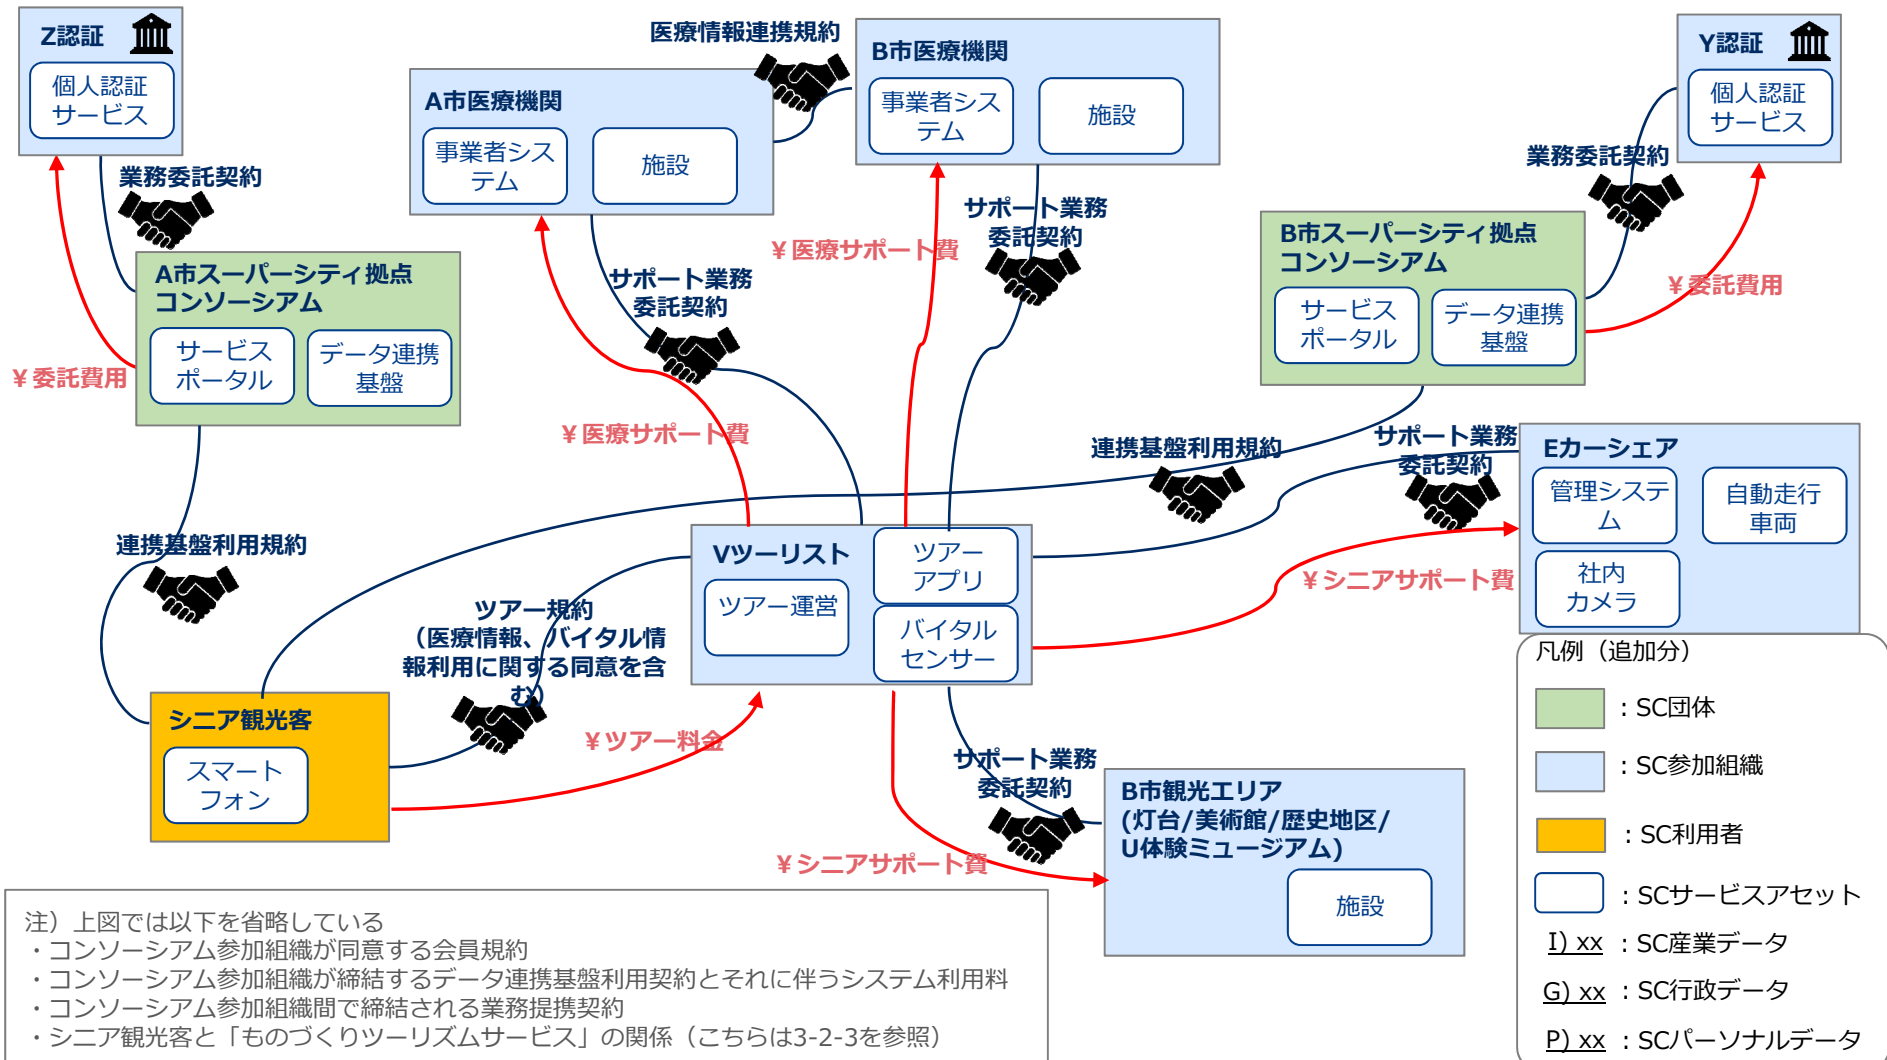 Z認証
個人認証
サービス
業務委託契約
A市スーパーシティ拠点
コンソーシアム
サービス
ポータル
データ連携
基盤
¥ 委託費用
連携基盤利用規約
シニア観光客
スマート
フォン
A市医療機関
事業者シス
テム
施設
医療情報連携規約
B市医療機関
事業者シス
テム
施設
サポート業務
委託契約
¥ 医療サポート費
サポート業務
委託契約
¥ 医療サポート費
Y認証
個人認証
サービス
業務委託契約
B市スーパーシティ拠点
コンソーシアム
サービス
ポータル
データ連携
基盤
¥ 委託費用
連携基盤利用規約
サポート業務
委託契約
Eカーシェア
管理システ
ム
自動走行
車両
社内
カメラ
¥ シニアサポート費
Vツーリスト
ツアー運営
ツアー
アプリ
バイタル
センサー
ツアー規約
（医療情報、バイタル情
報利用に関する同意を含
む）
¥ ツアー料金
サポート業務
委託契約
¥ シニアサポート費
B市観光エリア
(灯台/美術館/歴史地区/
U体験ミュージアム)
施設
凡例（追加分）
：SC団体
：SC参加組織
：SC利用者
：SCサービスアセット
I) xx ：SC産業データ
G) xx ：SC行政データ
P) xx ：SCパーソナルデータ
注）上図では以下を省略している
・コンソーシアム参加組織が同意する会員規約
・コンソーシアム参加組織が締結するデータ連携基盤利用契約とそれに伴うシステム利用料
・コンソーシアム参加組織間で締結される業務提携契約
・シニア観光客と「ものづくりツーリズムサービス」の関係（こちらは3-2-3を参照）